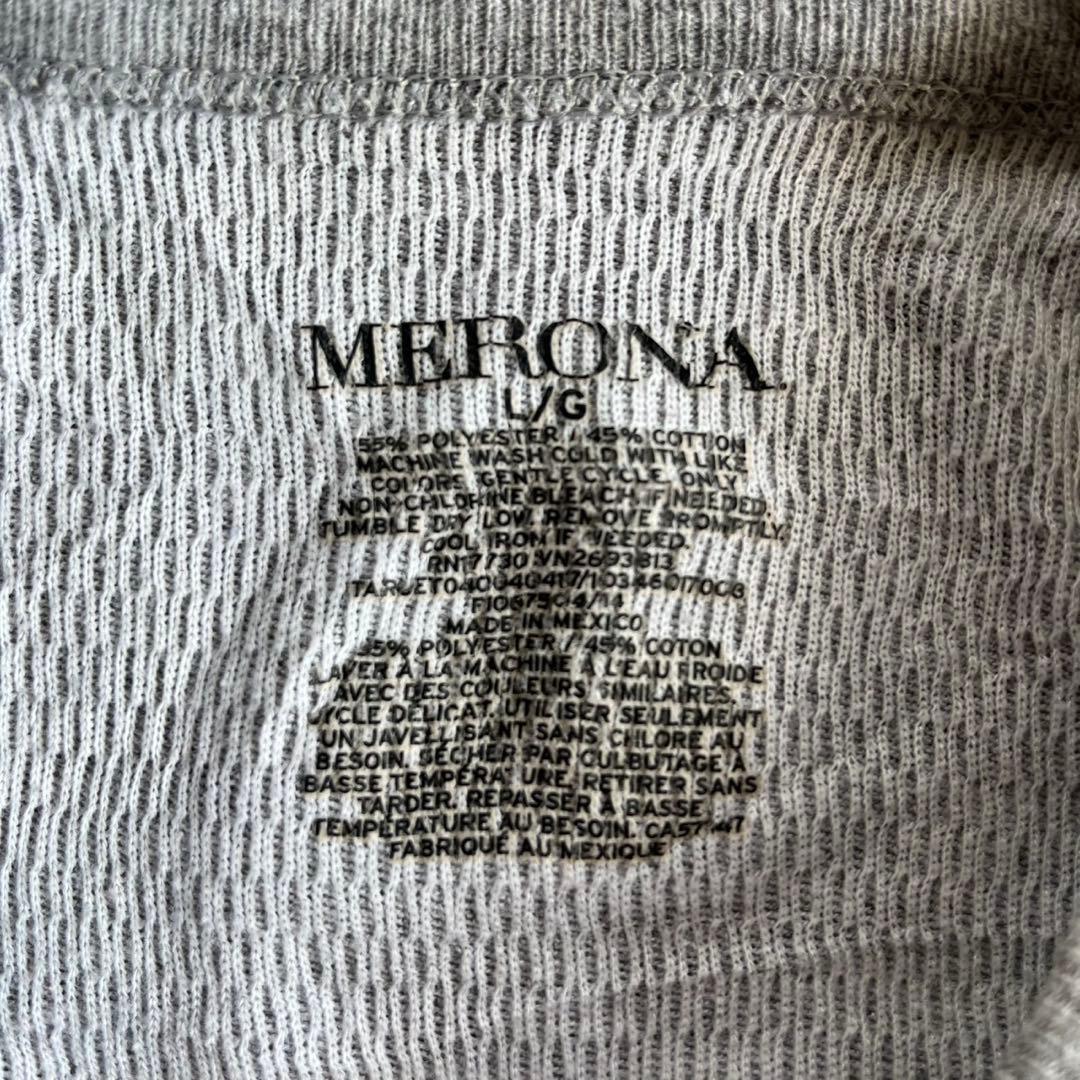 MERONA.
L/G
55% POLYESTER / 45% COTTON
MACHINE WASH COLD WITH LIKE
COLORS, GENTLE CYCLE. ONLY
NON-CHLORINE BLEACH, IF NEEDED.
TUMBLE DRY LOW. REMOVE PROMPTLY.
COOL IRON IF NEEDED.
RN17730 VN2693813
MADE IN MEXICO
55% POLYESTER / 45% COTON
LAVER À LA MACHINE À L'EAU FROIDE
AVEC DES COULEURS SIMILAIRES.
CYCLE DÉLICAT. UTILISER SEULEMENT
UN JAVELLISANT SANS CHLORE AU
BESOIN. SÉCHER PAR CULBUTAGE À
BASSE TEMPÉRATURE, RETIRER SANS
TARDER. REPASSER À BASSE
TEMPÉRATURE AU BESOIN.
FABRIQUÉ AU MEXIQUE